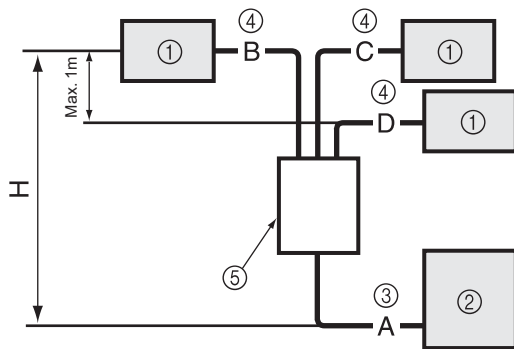 ④ ④
① B C ①
Max. 1m
④
D ①
H
⑤
③
A ②